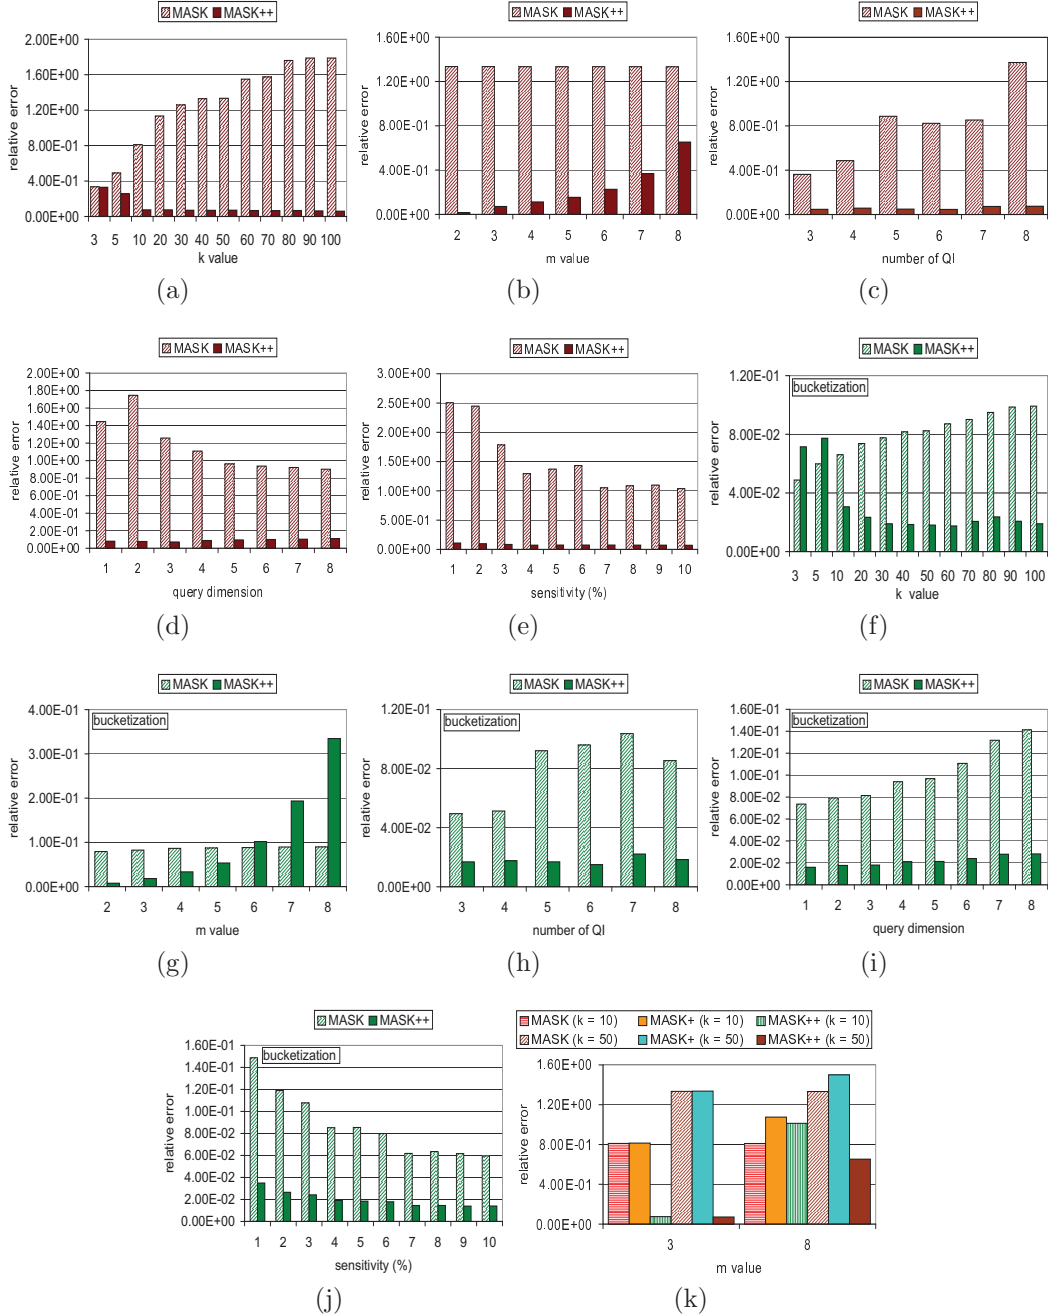 MASK MASK++
2.00E+00
1.60E+00
1.20E+00
8.00E-01
4.00E-01
0.00E+00
relative error
3 5 10 20 30 40 50 60 70 80 90 100
k value
(a)
MASK MASK++
1.60E+00
1.20E+00
8.00E-01
4.00E-01
0.00E+00
relative error
2 3 4 5 6 7 8
m value
(b)
MASK MASK++
1.60E+00
1.20E+00
8.00E-01
4.00E-01
0.00E+00
relative error
3 4 5 6 7 8
number of QI
(c)
MASK MASK++
2.00E+00
1.80E+00
1.60E+00
1.40E+00
1.20E+00
1.00E+00
8.00E-01
6.00E-01
4.00E-01
2.00E-01
0.00E+00
relative error
1 2 3 4 5 6 7 8
query dimension
(d)
MASK MASK++
3.00E+00
2.50E+00
2.00E+00
1.50E+00
1.00E+00
5.00E-01
0.00E+00
relative error
1 2 3 4 5 6 7 8 9 10
sensitivity (%)
(e)
MASK MASK++
bucketization
1.20E-01
8.00E-02
4.00E-02
0.00E+00
relative error
3 5 10 20 30 40 50 60 70 80 90 100
k value
(f)
MASK MASK++
bucketization
4.00E-01
3.00E-01
2.00E-01
1.00E-01
0.00E+00
relative error
2 3 4 5 6 7 8
m value
(g)
MASK MASK++
bucketization
1.20E-01
8.00E-02
4.00E-02
0.00E+00
relative error
3 4 5 6 7 8
number of QI
(h)
MASK MASK++
bucketization
1.60E-01
1.40E-01
1.20E-01
1.00E-01
8.00E-02
6.00E-02
4.00E-02
2.00E-02
0.00E+00
relative error
1 2 3 4 5 6 7 8
query dimension
(i)
MASK MASK++
bucketization
1.60E-01
1.40E-01
1.20E-01
1.00E-01
8.00E-02
6.00E-02
4.00E-02
2.00E-02
0.00E+00
relative error
1 2 3 4 5 6 7 8 9 10
sensitivity (%)
(j)
MASK (k = 10) MASK+ (k = 10) MASK++ (k = 10)
MASK (k = 50) MASK+ (k = 50) MASK++ (k = 50)
1.60E+00
1.20E+00
8.00E-01
4.00E-01
0.00E+00
relative error
3 8
m value
(k)